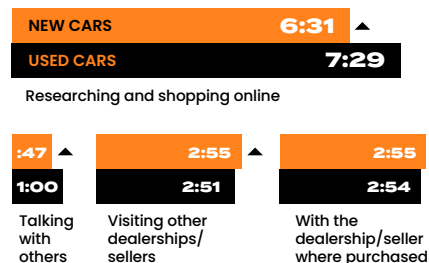 NEW CARS 6:31
USED CARS 7:29
Researching and shopping online
:47 2:55 2:55
1:00 2:51 2:54
Talking with others
Visiting other dealerships/ sellers
With the dealership/seller where purchased